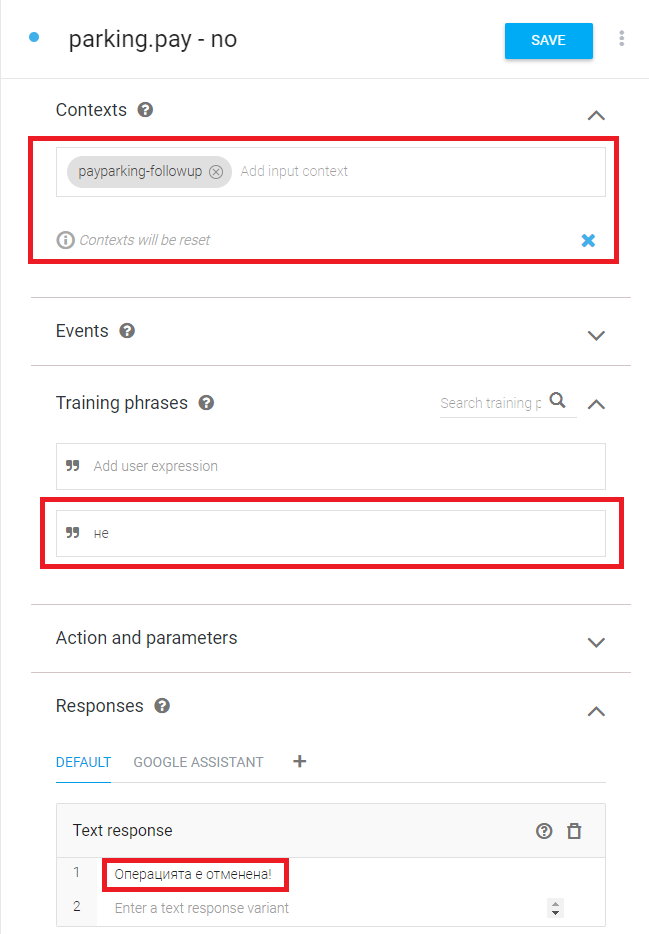 parking.pay - no
SAVE
Contexts
payparking-followup
Add input context
Contexts will be reset
Events
Training phrases
Search training p
Add user expression
не
Action and parameters
Responses
DEFAULT
GOOGLE ASSISTANT
Text response
1
Операцията е отменена!
2
Enter a text response variant